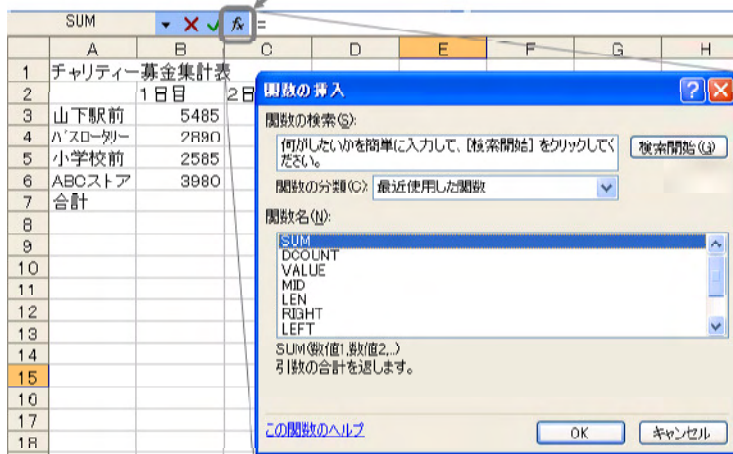 SUM fx =
A B C D E F G H
1 チャリティー募金集計表
2 1日目 2日
3 山下駅前 5485
4 バスロータリー 2890
5 小学校前 2585
6 ABCストア 3980
7 合計
8
9
10
11
12
13
14
15
16
17
18
関数の挿入
関数の検索(S):
何がしたいかを簡単に入力して、[検索開始] をクリックしてく
ださい。
検索開始(G)
関数の分類(C): 最近使用した関数
関数名(N):
SUM
DCOUNT
VALUE
MID
LEN
RIGHT
LEFT
SUM(数値1,数値2,...)
引数の合計を返します。
この関数のヘルプ
OK キャンセル